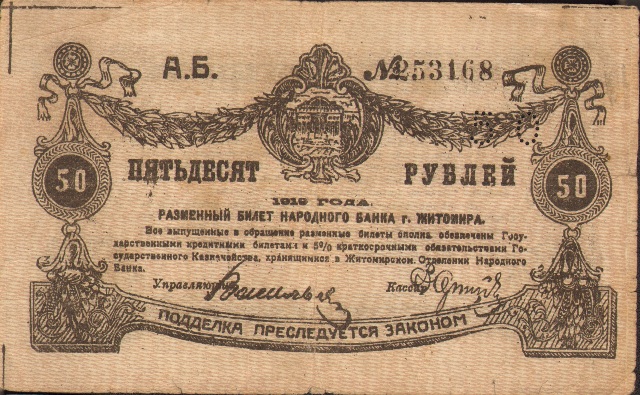 А.Б. № 253168
ПЯТЬДЕСЯТ РУБЛЕЙ
50 50
1919 ГОДА.
РАЗМЕННЫЙ БИЛЕТ НАРОДНОГО БАНКА г. ЖИТОМИРА.
Все выпущенные в обращение разменные билеты сполна обезпечены Госу-
дарственными кредитными билетами и 5% краткосрочными обязательствами Го-
сударственного Казначейства, хранящимися в Житомирском Отделении Народного
Банка.
Управляющий Кассир
ПОДДЕЛКА ПРЕСЛЕДУЕТСЯ ЗАКОНОМ